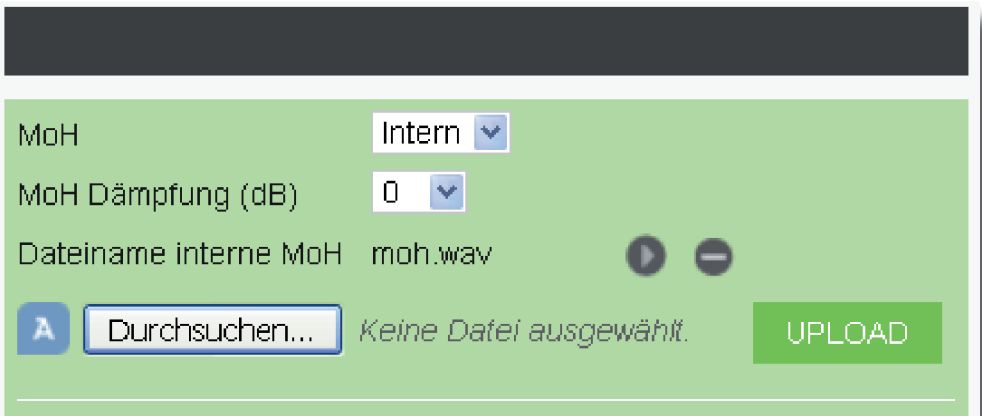 MoH Intern
MoH Dämpfung (dB) 0
Dateiname interne MoH moh.wav
A Durchsuchen... Keine Datei ausgewählt. UPLOAD